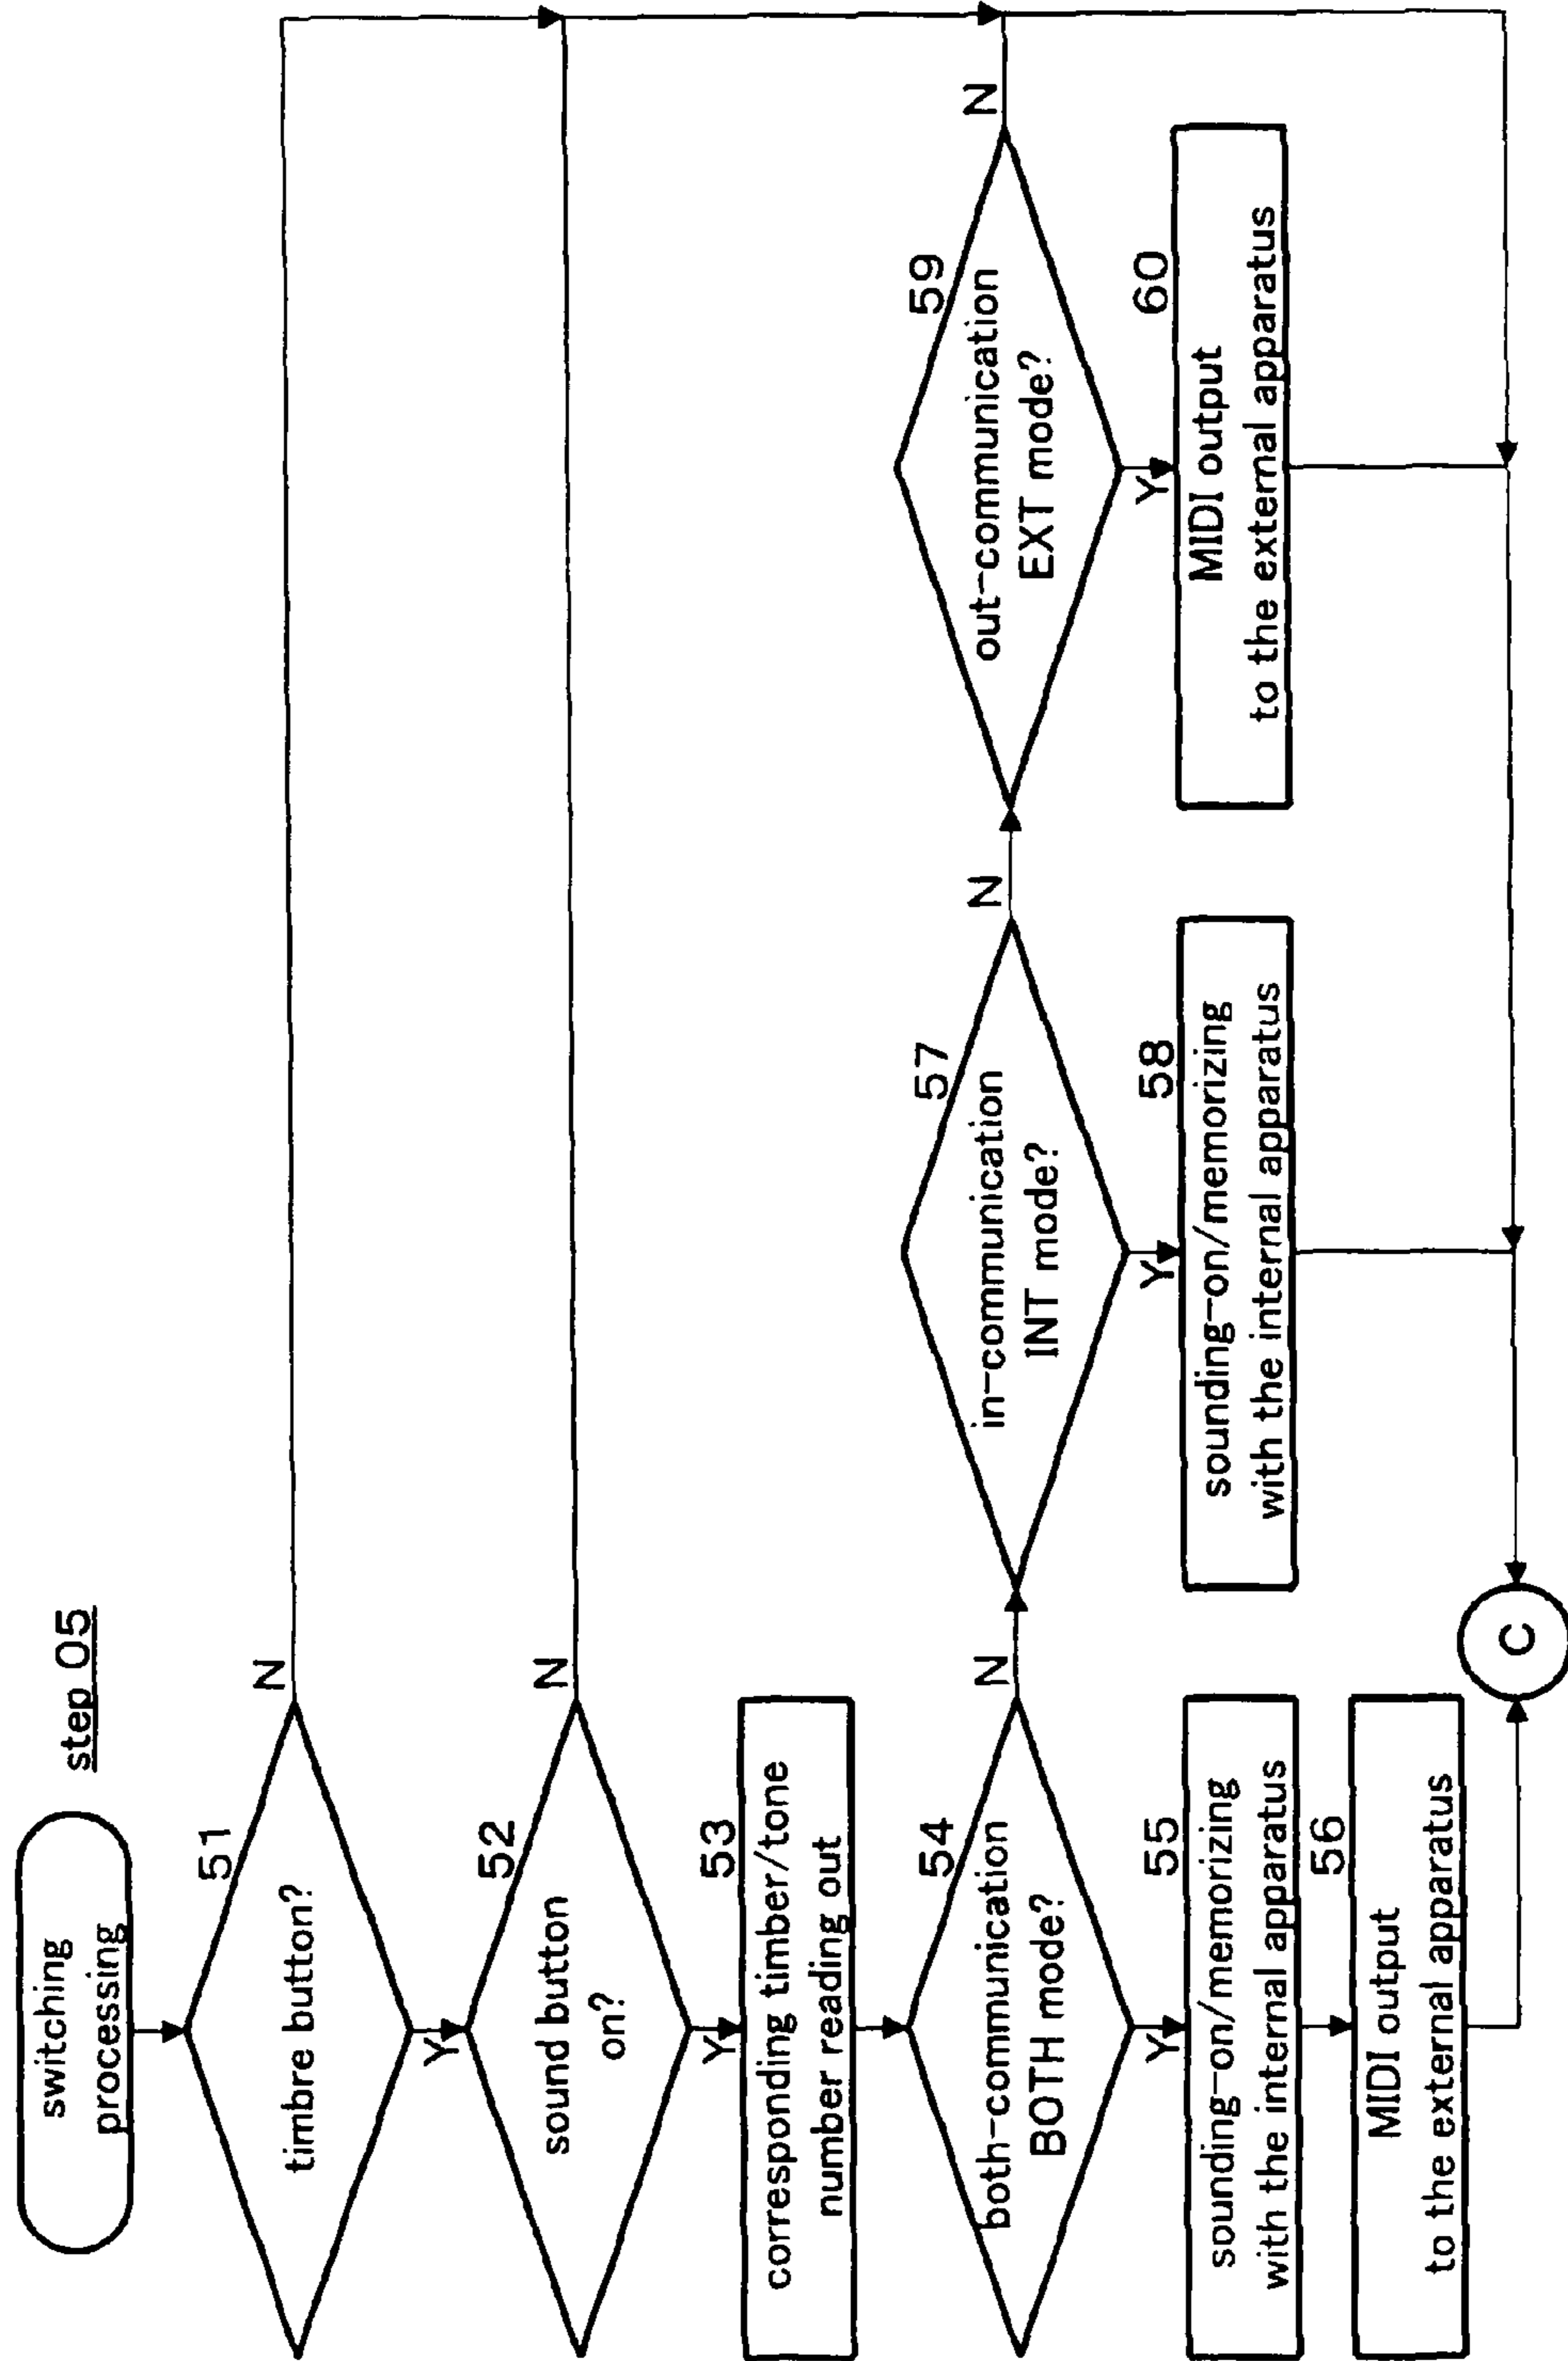 step 05
switching
processing
51
timbre button?
N
Y
52
sound button
on?
N
Y
53
corresponding timber/tone
number reading out
54
both-communication
BOTH mode?
N
Y
55
sounding-on/memorizing
with the internal apparatus
56
MIDI output
to the external apparatus
57
in-communication
INT mode?
N
Y
58
sounding-on/memorizing
with the internal apparatus
59
out-communication
EXT mode?
N
Y
60
MIDI output
to the external apparatus
C